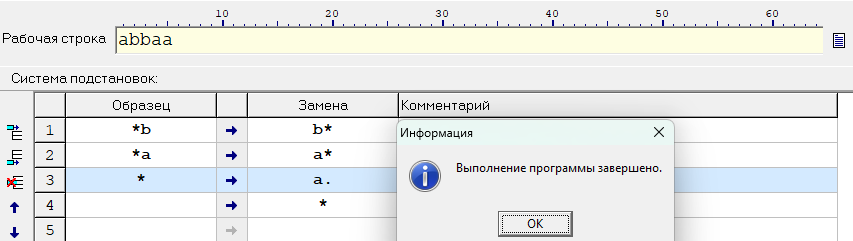 10 20 30 40 50 60
Рабочая строка abbaa
Система подстановок:
Образец Замена Комментарий
1 *b → b*
2 *a → a*
3 * → a.
4 → *
5 →
Информация
Выполнение программы завершено.
OK